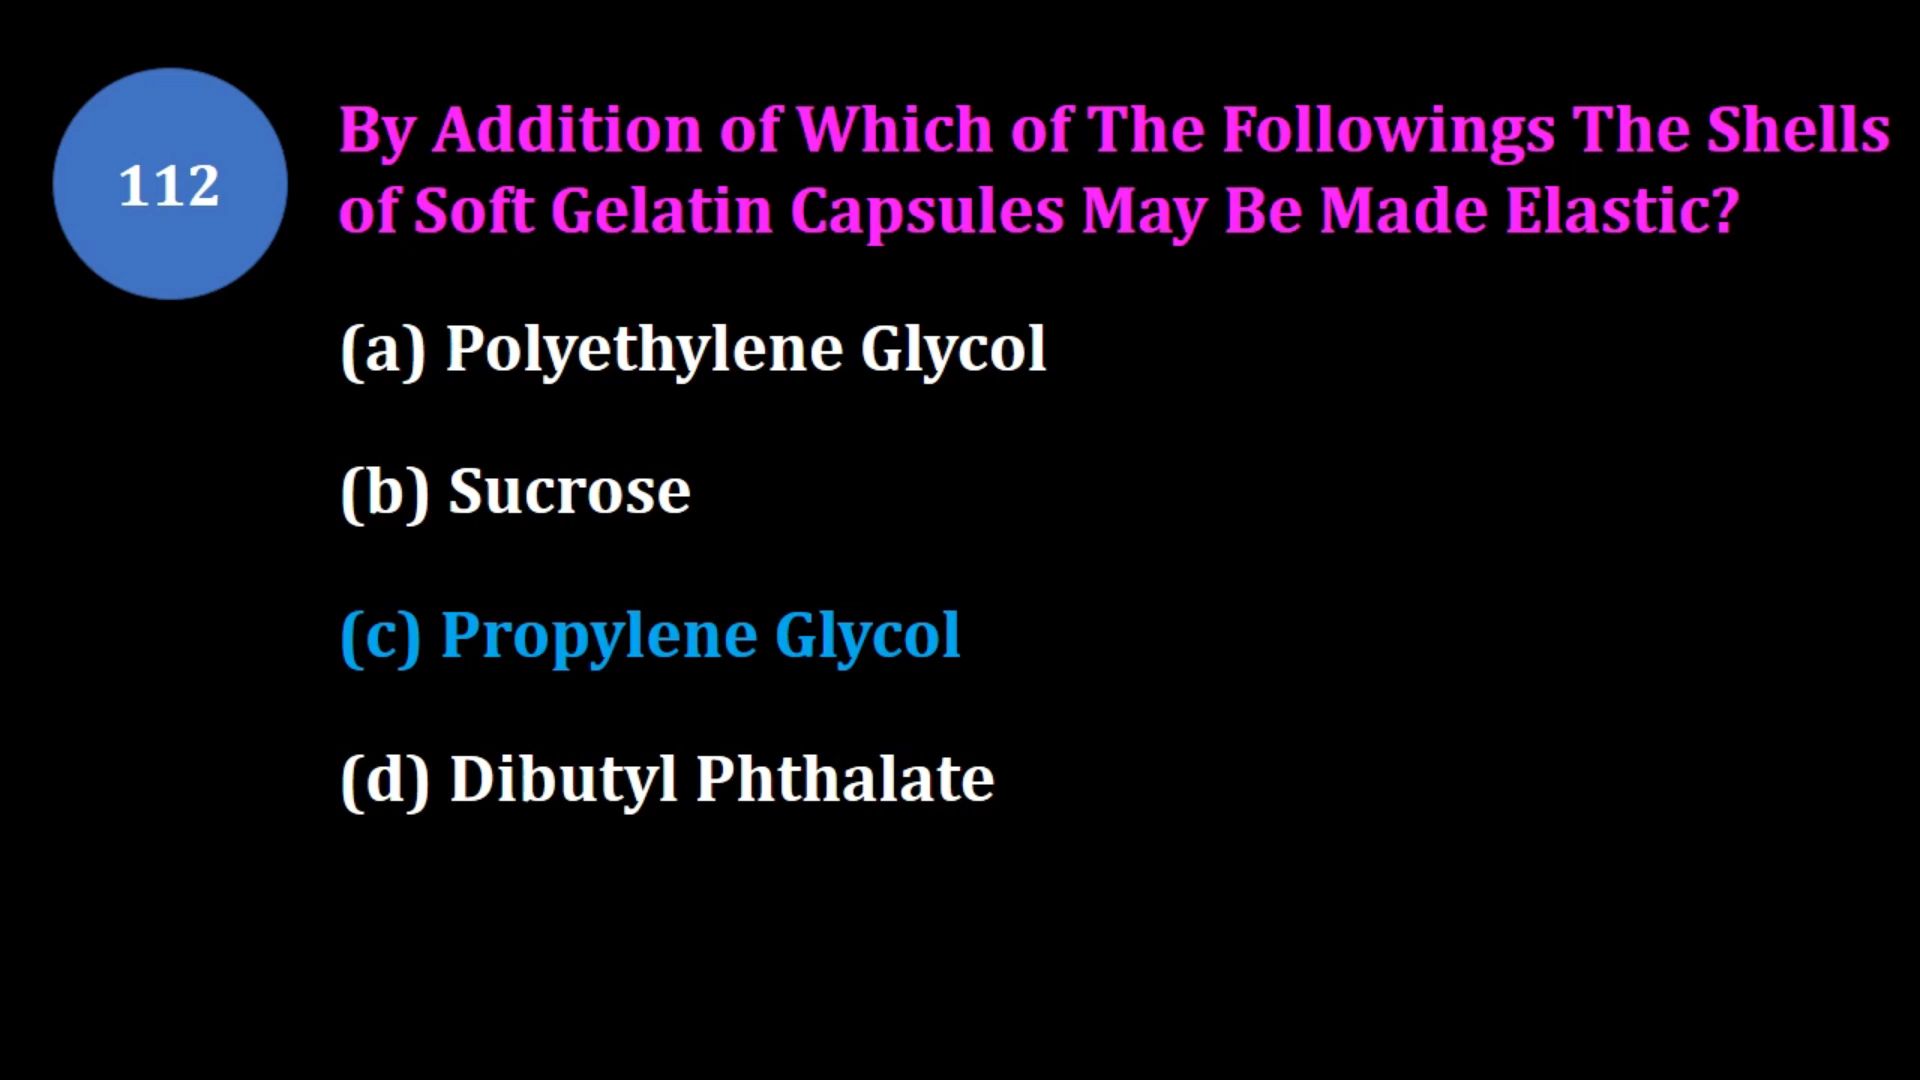 112
By Addition of Which of The Followings The Shells
of Soft Gelatin Capsules May Be Made Elastic?
(a) Polyethylene Glycol
(b) Sucrose
(c) Propylene Glycol
(d) Dibutyl Phthalate